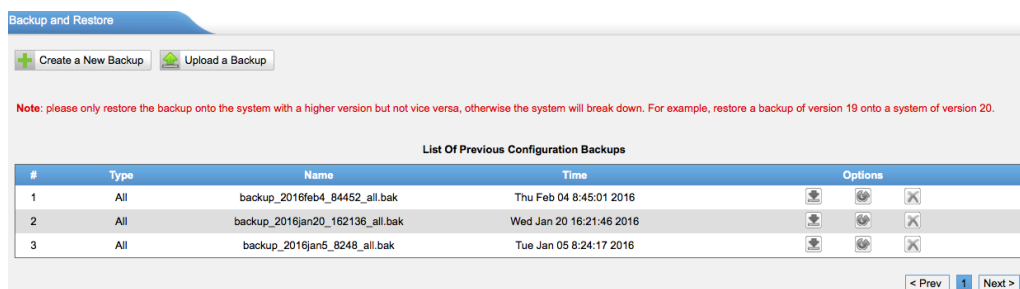 Backup and Restore
Create a New Backup Upload a Backup
Note: please only restore the backup onto the system with a higher version but not vice versa, otherwise the system will break down. For example, restore a backup of version 19 onto a system of version 20.
List Of Previous Configuration Backups
# Type Name Time Options
1 All backup_2016feb4_84452_all.bak Thu Feb 04 8:45:01 2016
2 All backup_2016jan20_162136_all.bak Wed Jan 20 16:21:46 2016
3 All backup_2016jan5_8248_all.bak Tue Jan 05 8:24:17 2016
< Prev 1 Next >